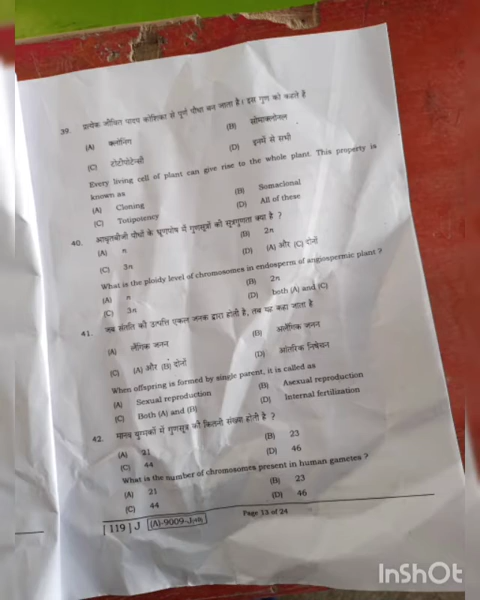 39. प्रत्येक जीवित पादप कोशिका से पूर्ण पौधा बन जाता है। इस गुण को कहते हैं
(A) क्लोनिंग (B) सोमाक्लोनल
(C) टोटीपोटेन्सी (D) इनमें से सभी
Every living cell of plant can give rise to the whole plant. This property is
known as
(A) Cloning (B) Somaclonal
(C) Totipotency (D) All of these
40. आवृतबीजी पौधों के भ्रूणपोष में गुणसूत्रों की सूत्रगुणता क्या है ?
(A) n (B) 2n
(C) 3n (D) (A) और (C) दोनों
What is the ploidy level of chromosomes in endosperm of angiospermic plant ?
(A) n (B) 2n
(C) 3n (D) both (A) and (C)
41. जब संतति की उत्पत्ति एकल जनक द्वारा होती है, तब यह कहा जाता है
(A) लैंगिक जनन (B) अलैंगिक जनन
(C) (A) और (B) दोनों (D) आंतरिक निषेचन
When offspring is formed by single parent, it is called as
(A) Sexual reproduction (B) Asexual reproduction
(C) Both (A) and (B) (D) Internal fertilization
42. मानव युग्मकों में गुणसूत्र की कितनी संख्या होती है ?
(A) 21 (B) 23
(C) 44 (D) 46
What is the number of chromosomes present in human gametes ?
(A) 21 (B) 23
(C) 44 (D) 46
[ 119 ] J (A)-9009-J(40) Page 13 of 24
InShOt